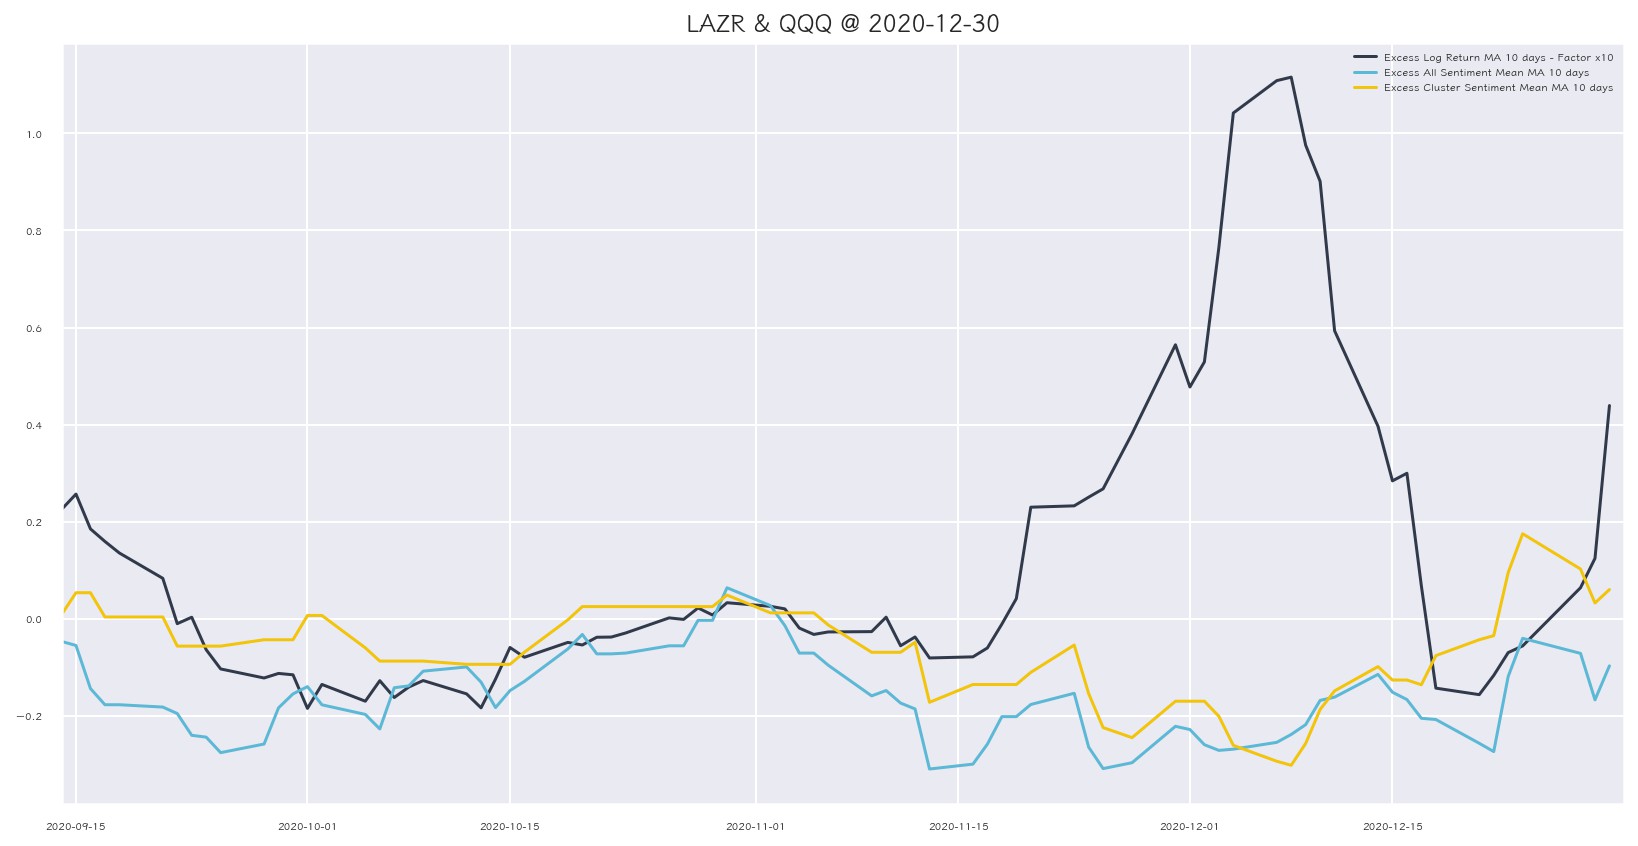 LAZR & QQQ @ 2020-12-30
Excess Log Return MA 10 days - Factor x10
Excess All Sentiment Mean MA 10 days
Excess Cluster Sentiment Mean MA 10 days
1.0
0.8
0.6
0.4
0.2
0.0
−0.2
2020-09-15 2020-10-01 2020-10-15 2020-11-01 2020-11-15 2020-12-01 2020-12-15